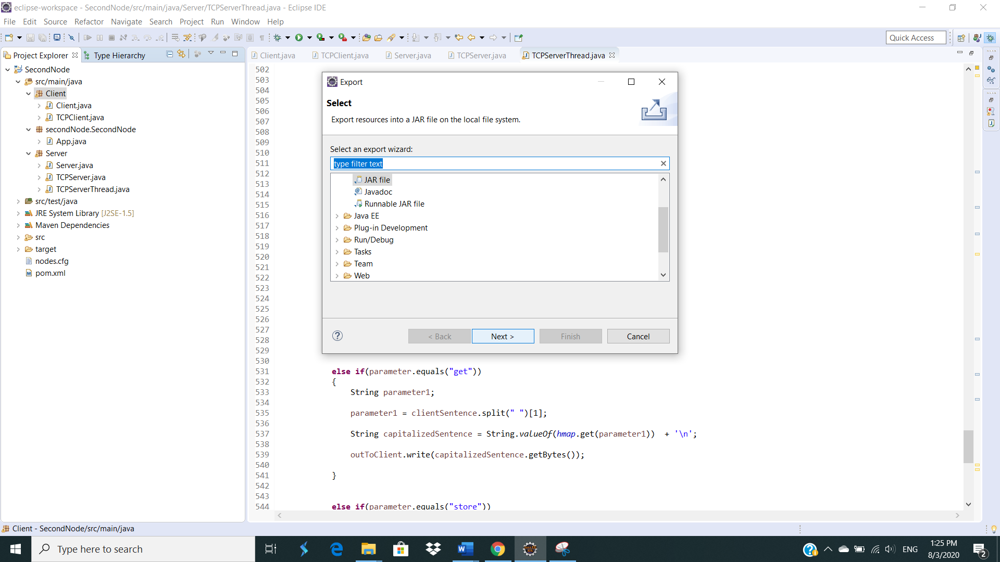 eclipse-workspace - SecondNode/src/main/java/Server/TCPServerThread.java - Eclipse IDE
File Edit Source Refactor Navigate Search Project Run Window Help
Quick Access
Project Explorer
Type Hierarchy
Client.java
TCPClient.java
Server.java
TCPServer.java
TCPServerThread.java
SecondNode
src/main/java
Client
Client.java
TCPClient.java
secondNode.SecondNode
App.java
Server
Server.java
TCPServer.java
TCPServerThread.java
src/test/java
JRE System Library [J2SE-1.5]
Maven Dependencies
src
target
nodes.cfg
pom.xml
502
503
504
505
506
507
508
509
510
511
512
513
514
515
516
517
518
519
520
521
522
523
524
525
526
527
528
529
530
531 else if(parameter.equals("get"))
532 {
533 String parameter1;
534
535 parameter1 = clientSentence.split(" ")[1];
536
537 String capitalizedSentence = String.valueOf(hmap.get(parameter1))  + '\n';
538
539 outToClient.write(capitalizedSentence.getBytes());
540
541 }
542
543
544 else if(parameter.equals("store"))
Export
Select
Export resources into a JAR file on the local file system.
Select an export wizard:
type filter text
JAR file
Javadoc
Runnable JAR file
Java EE
Plug-in Development
Run/Debug
Tasks
Team
Web
< Back
Next >
Finish
Cancel
Client - SecondNode/src/main/java
Type here to search
ENG
1:25 PM
8/3/2020
2